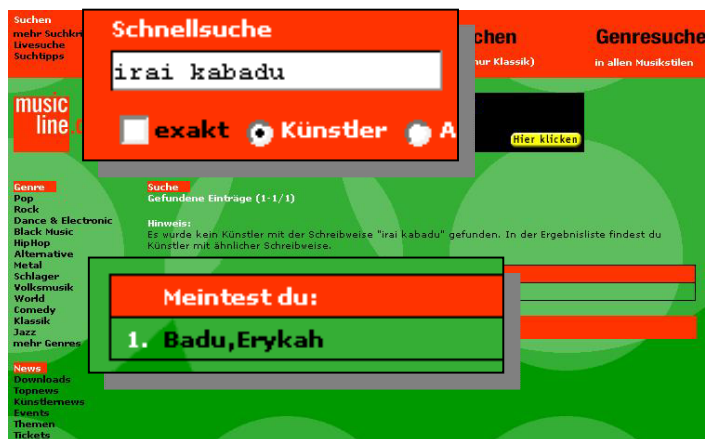 Suchen
mehr Suchkri
Livesuche
Suchtipps
Schnellsuche
irai kabadu
exakt Künstler A
chen
nur Klassik)
Genresuche
in allen Musikstilen
music
line.
Hier klicken
Genre
Pop
Rock
Dance & Electronic
Black Music
HipHop
Alternative
Metal
Schlager
Volksmusik
World
Comedy
Klassik
Jazz
mehr Genres
News
Downloads
Topnews
Künstlernews
Events
Themen
Tickets
Suche
Gefundene Einträge (1-1/1)
Hinweis:
Es wurde kein Künstler mit der Schreibweise "irai kabadu" gefunden. In der Ergebnisliste findest du
Künstler mit ähnlicher Schreibweise.
Meintest du:
1. Badu,Erykah